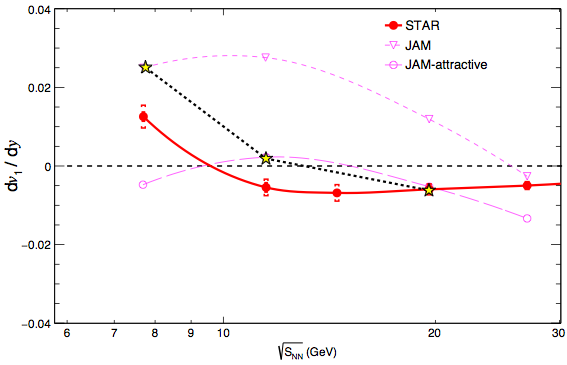 0.04
STAR
JAM
JAM-attractive
0.02
0
−0.02
−0.04
dv₁ / dy
6 7 8 9 10 20 30
√S_NN (GeV)